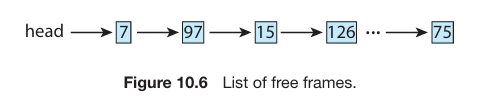 head 7 97 15 126 ... 75
Figure 10.6 List of free frames.